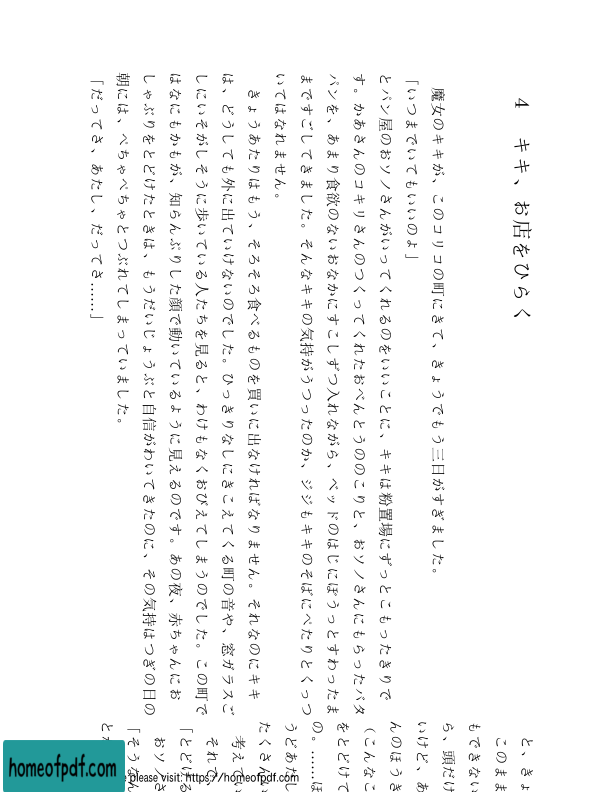 4　キキ、お店をひらく
魔女のキキが、このコリコの町にきて、きょうでもう三日がすぎました。
「いつまでいてもいいのよ」
とパン屋のおソノさんがいってくれるのをいいことに、キキは粉置場にずっとこもったきりで
す。かあさんのコキリさんのつくってくれたおべんとうののこりと、おソノさんにもらったバタ
パンを、あまり食欲のないおなかにすこしずつ入れながら、ベッドのはじにぼうっとすわったま
まですごしてきました。そんなキキの気持がうつったのか、ジジもキキのそばにべたりとくっつ
いてはなれません。
きょうあたりはもう、そろそろ食べるものを買いに出なければなりません。それなのにキキ
は、どうしても外に出ていけないのでした。ひっきりなしにきこえてくる町の音や、窓ガラスご
しにいそがしそうに歩いている人たちを見ると、わけもなくおびえてしまうのでした。この町で
はなにもかもが、知らんぷりした顔で動いているように見えるのです。あの夜、赤ちゃんにお
しゃぶりをとどけたときは、もうだいじょうぶと自信がわいてきたのに、その気持はつぎの日の
朝には、ぺちゃぺちゃとつぶれてしまっていました。
「だってさ、あたし、だってさ……」
と、きょ
このまま
もできない
ら、頭だけ
いけど、あ
んのほうき
（こんなこ
をとどけて
の。……ほ
うどあたし
たくさんい
考えてい
それで
「とどける
おソノさ
「そうなん
homeofpdf.com
please visit: https://homeofpdf.com